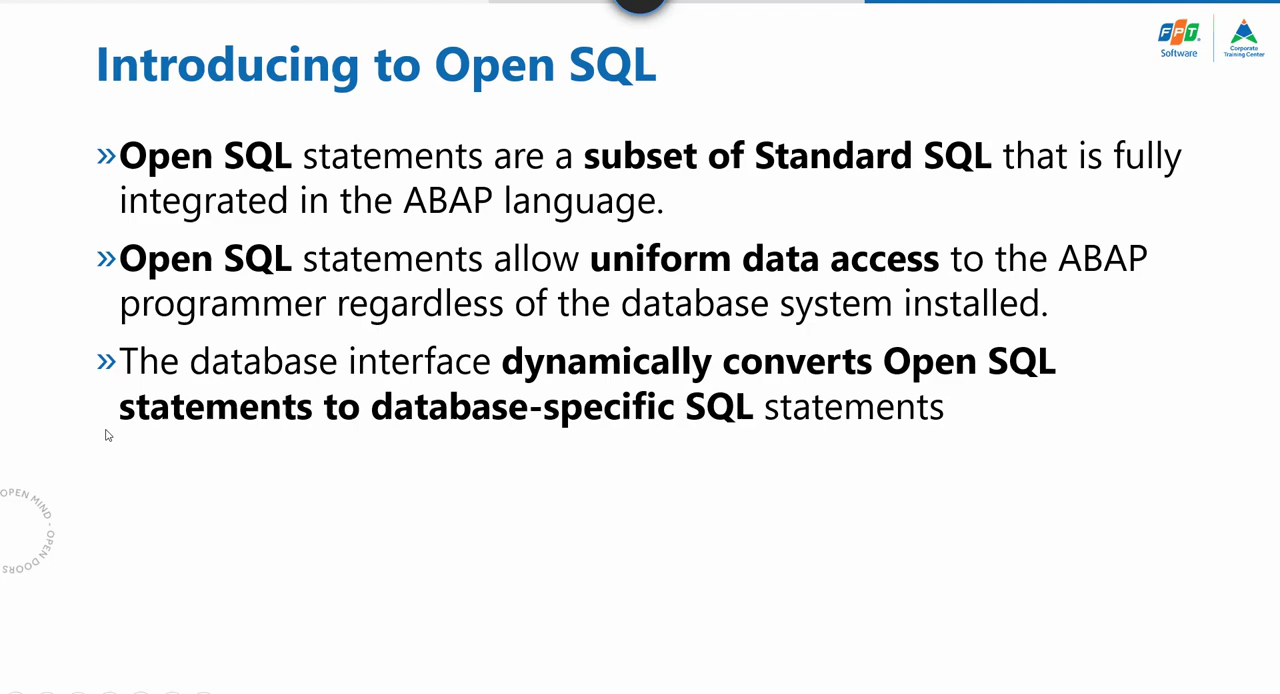 Introducing to Open SQL
FPT Software
Corporate Training Center
»Open SQL statements are a subset of Standard SQL that is fully
integrated in the ABAP language.
»Open SQL statements allow uniform data access to the ABAP
programmer regardless of the database system installed.
»The database interface dynamically converts Open SQL
statements to database-specific SQL statements
OPEN MIND - OPEN DOORS